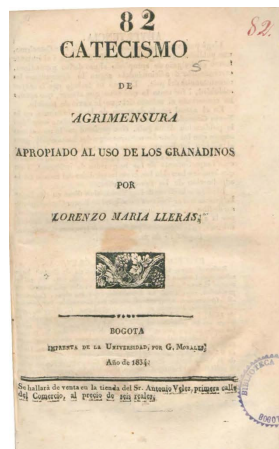 82
82.
CATECISMO
5
DE
AGRIMENSURA
APROPIADO AL USO DE LOS GRANADINOS
POR
LORENZO MARIA LLERAS,
BOGOTA
IMPRENTA DE LA UNIVERSIDAD, POR G. MORALES,
Año de 1834.
Se hallará de venta en la tienda del Sr. Antonio Velez, primera calle
del Comercio, al precio de seis reales.
BIBLIOTECA